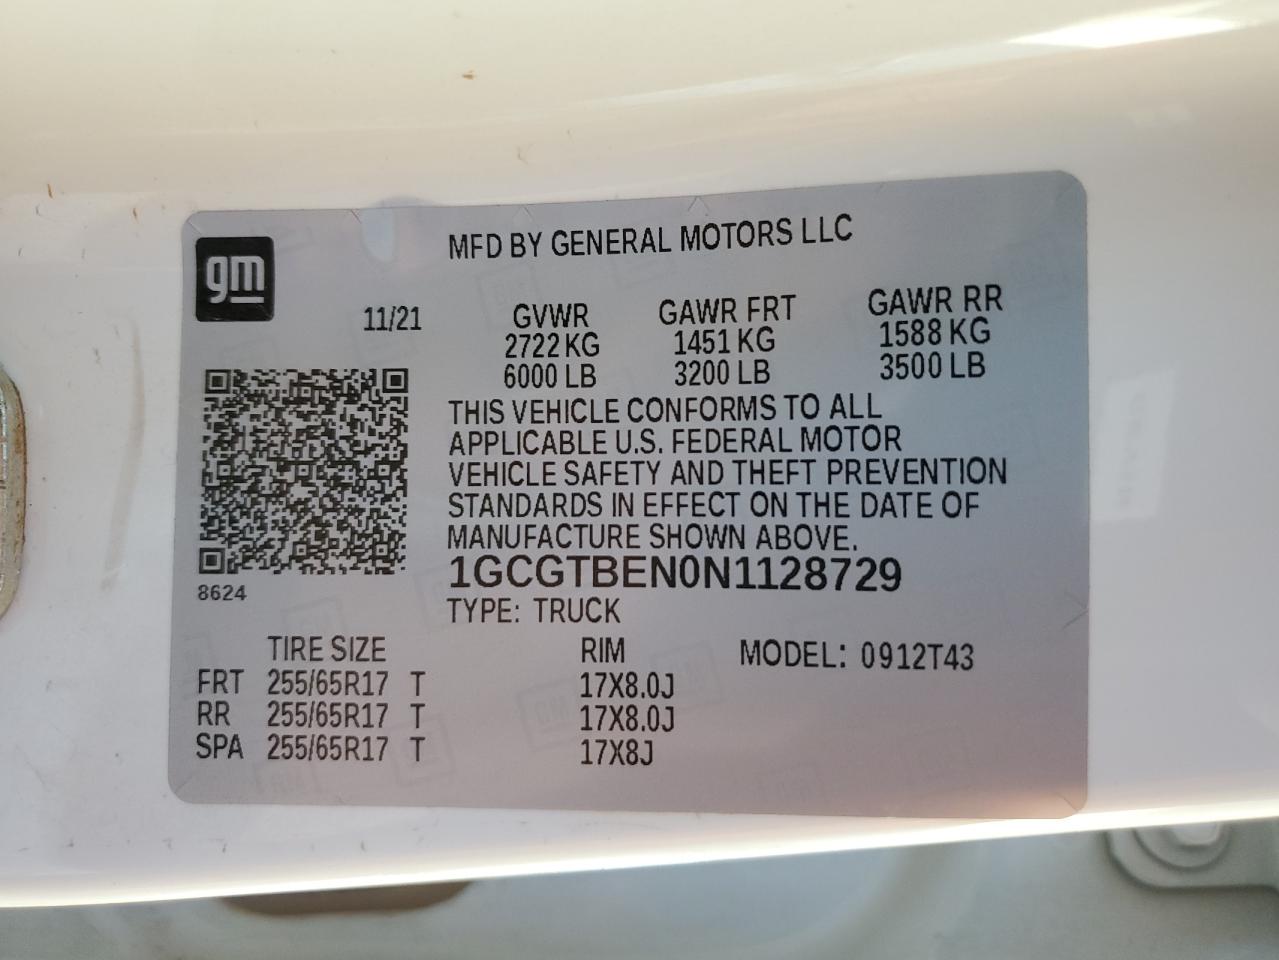 gm
MFD BY GENERAL MOTORS LLC
11/21 GVWR GAWR FRT GAWR RR
2722 KG 1451 KG 1588 KG
6000 LB 3200 LB 3500 LB
THIS VEHICLE CONFORMS TO ALL
APPLICABLE U.S. FEDERAL MOTOR
VEHICLE SAFETY AND THEFT PREVENTION
STANDARDS IN EFFECT ON THE DATE OF
MANUFACTURE SHOWN ABOVE.
1GCGTBEN0N1128729
8624
TYPE: TRUCK
TIRE SIZE RIM MODEL: 0912T43
FRT 255/65R17 T 17X8.0J
RR 255/65R17 T 17X8.0J
SPA 255/65R17 T 17X8J